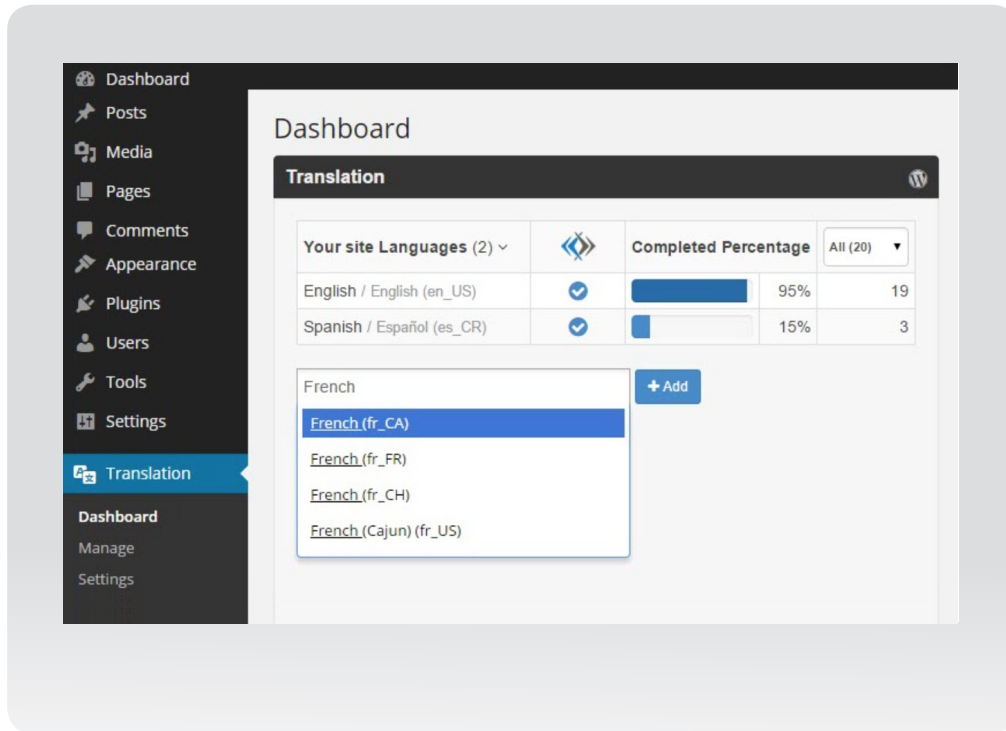 Dashboard
Posts
Media
Pages
Comments
Appearance
Plugins
Users
Tools
Settings
Translation
Dashboard
Manage
Settings
Dashboard
Translation
Your site Languages (2) Completed Percentage All (20)
English / English (en_US) 95% 19
Spanish / Español (es_CR) 15% 3
French + Add
French (fr_CA)
French (fr_FR)
French (fr_CH)
French (Cajun) (fr_US)